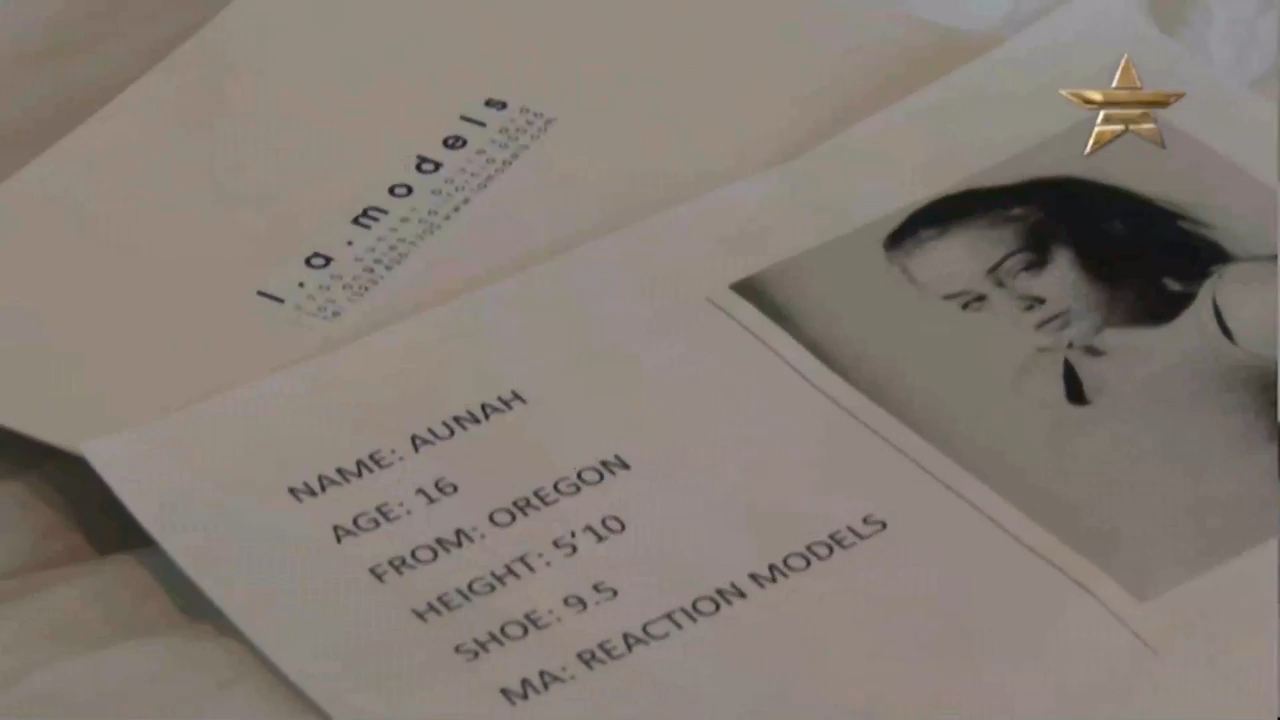 l.a.models
NAME: AUNAH
AGE: 16
FROM: OREGON
HEIGHT: 5'10
SHOE: 9.5
MA: REACTION MODELS